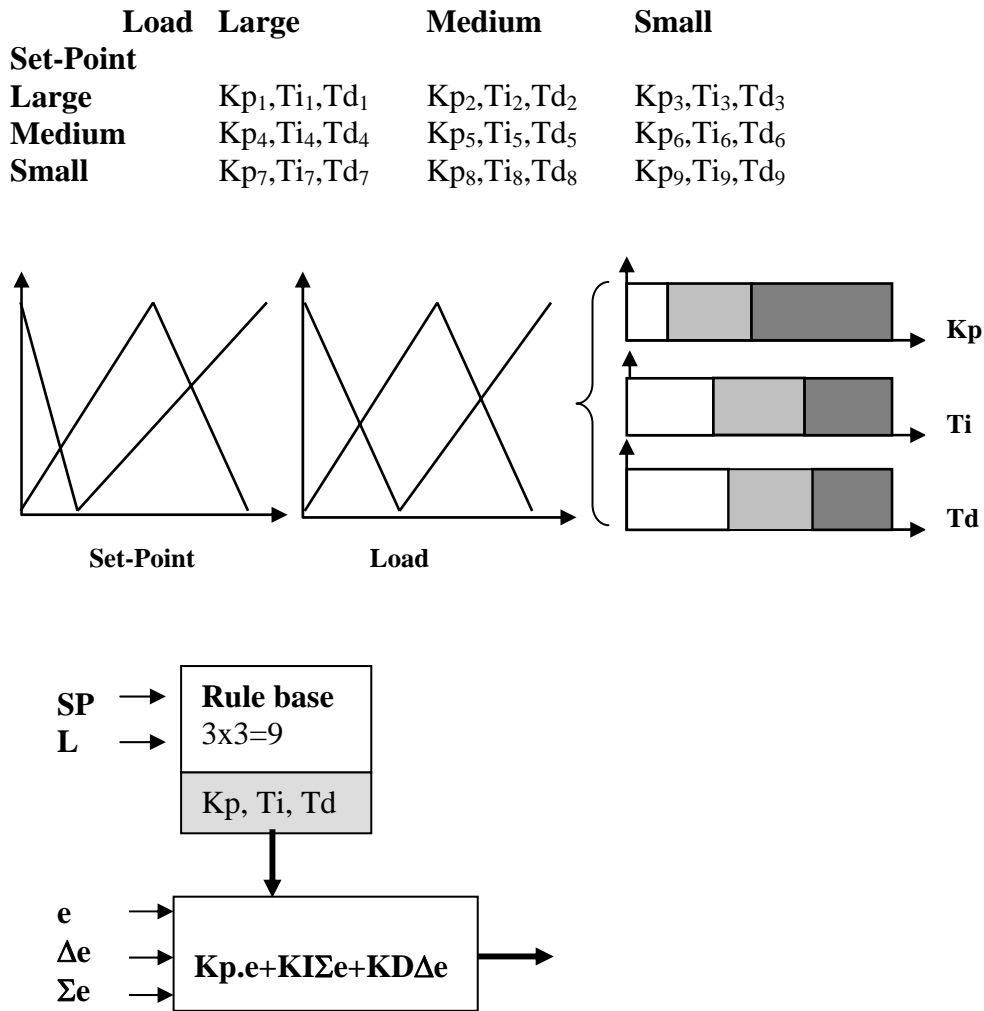 Load Large Medium Small
Set-Point
Large Kp₁,Ti₁,Td₁ Kp₂,Ti₂,Td₂ Kp₃,Ti₃,Td₃
Medium Kp₄,Ti₄,Td₄ Kp₅,Ti₅,Td₅ Kp₆,Ti₆,Td₆
Small Kp₇,Ti₇,Td₇ Kp₈,Ti₈,Td₈ Kp₉,Ti₉,Td₉
Kp
Ti
Td
Set-Point Load
SP
L
Rule base
3x3=9
Kp, Ti, Td
e
Δe
Σe
Kp.e+KIΣe+KDΔe